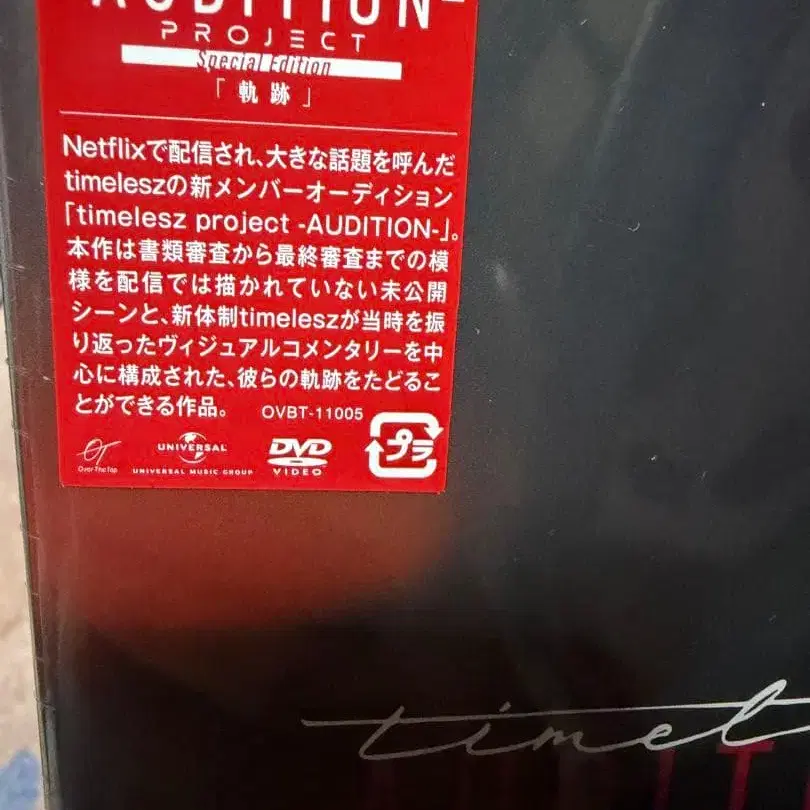 AUDITION-
PROJECT
Special Edition
「軌跡」
Netflixで配信され、大きな話題を呼んだ
timeleszの新メンバーオーディション
「timelesz project -AUDITION-」。
本作は書類審査から最終審査までの模
様を配信では描かれていない未公開
シーンと、新体制timeleszが当時を振
り返ったヴィジュアルコメンタリーを中
心に構成された、彼らの軌跡をたどるこ
とができる作品。 OVBT-11005
OT
Over The Top
UNIVERSAL
UNIVERSAL MUSIC GROUP
DVD
VIDEO
プラ
timel